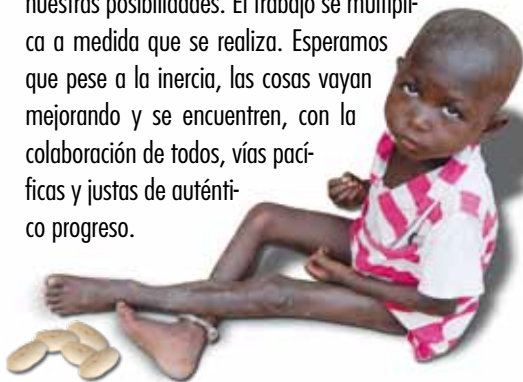 nuestras posibilidades. El trabajo se multipli-
ca a medida que se realiza. Esperamos
que pese a la inercia, las cosas vayan
mejorando y se encuentren, con la
colaboración de todos, vías pací-
ficas y justas de auténti-
co progreso.